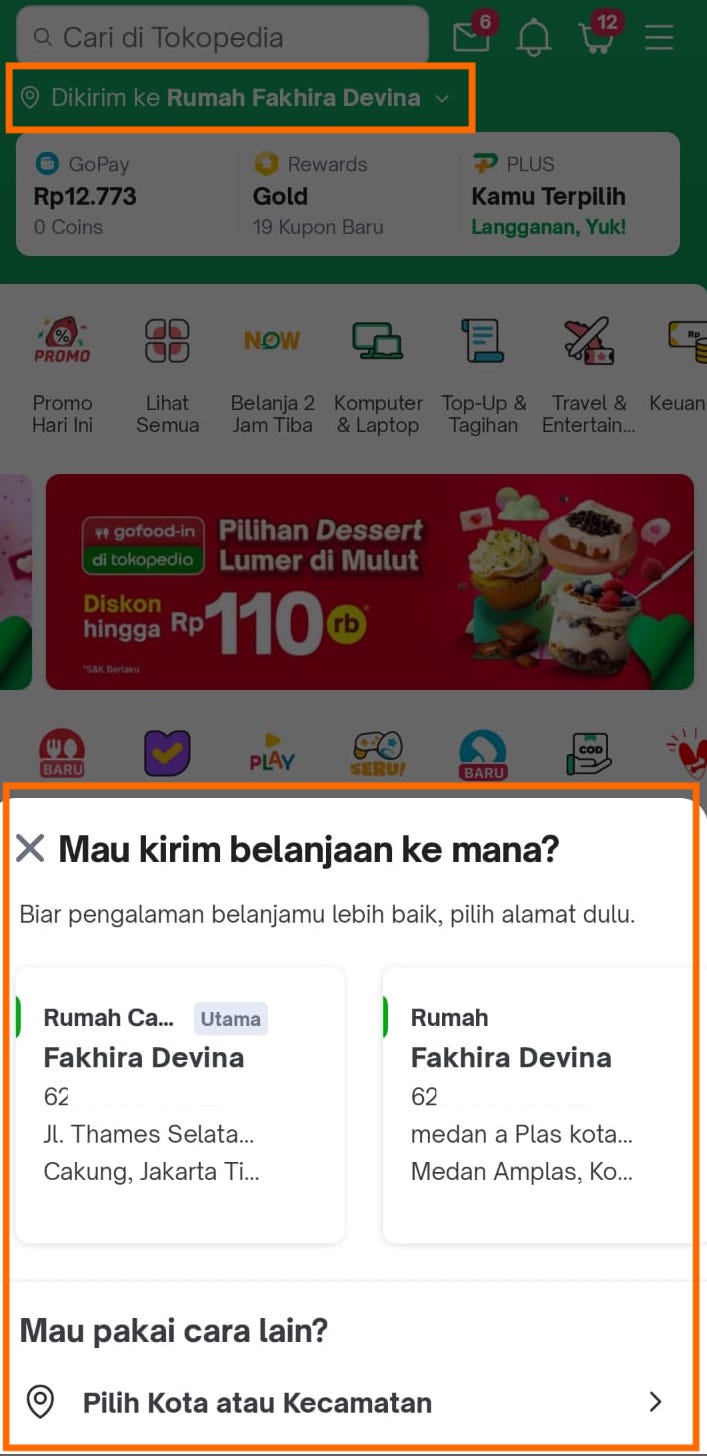 Cari di Tokopedia
6
12
Dikirim ke Rumah Fakhira Devina
GoPay
Rp12.773
0 Coins
Rewards
Gold
19 Kupon Baru
PLUS
Kamu Terpilih
Langganan, Yuk!
PROMO
NOW
Rp
Promo
Hari Ini
Lihat
Semua
Belanja 2
Jam Tiba
Komputer
& Laptop
Top-Up &
Tagihan
Travel &
Entertain...
Keuan
gofood-in
di tokopedia
Pilihan Dessert
Lumer di Mulut
Diskon
hingga Rp110rb*
*S&K Berlaku
BARU
PLAY
SERU!
BARU
COD
Mau kirim belanjaan ke mana?
Biar pengalaman belanjamu lebih baik, pilih alamat dulu.
Rumah Ca... Utama
Fakhira Devina
62
Jl. Thames Selata...
Cakung, Jakarta Ti...
Rumah
Fakhira Devina
62
medan a Plas kota...
Medan Amplas, Ko...
Mau pakai cara lain?
Pilih Kota atau Kecamatan